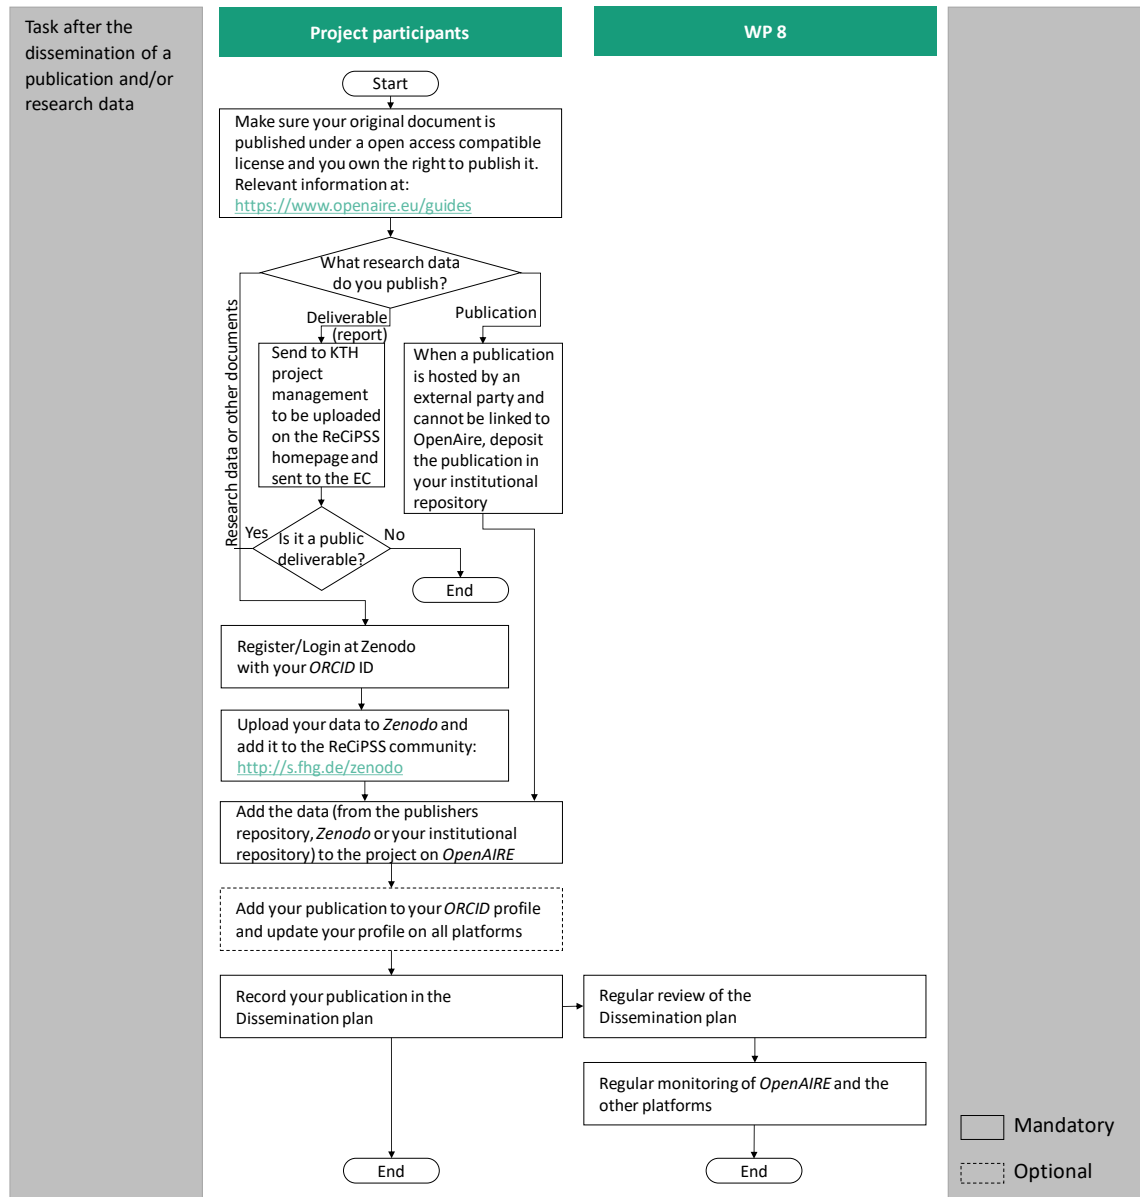 Task after the
dissemination of a
publication and/or
research data
Project participants
WP 8
Start
Make sure your original document is
published under a open access compatible
license and you own the right to publish it.
Relevant information at:
https://www.openaire.eu/guides
What research data
do you publish?
Research data or other documents
Deliverable
(report)
Publication
Send to KTH
project
management
to be uploaded
on the ReCiPSS
homepage and
sent to the EC
When a publication
is hosted by an
external party and
cannot be linked to
OpenAire, deposit
the publication in
your institutional
repository
Yes
Is it a public
deliverable?
No
End
Register/Login at Zenodo
with your ORCID ID
Upload your data to Zenodo and
add it to the ReCiPSS community:
http://s.fhg.de/zenodo
Add the data (from the publishers
repository, Zenodo or your institutional
repository) to the project on OpenAIRE
Add your publication to your ORCID profile
and update your profile on all platforms
Record your publication in the
Dissemination plan
Regular review of the
Dissemination plan
Regular monitoring of OpenAIRE and the
other platforms
End
End
Mandatory
Optional